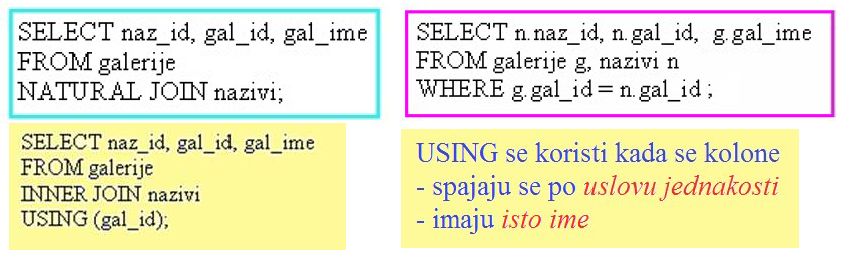 SELECT naz_id, gal_id, gal_ime
FROM galerije
NATURAL JOIN nazivi;
SELECT n.naz_id, n.gal_id, g.gal_ime
FROM galerije g, nazivi n
WHERE g.gal_id = n.gal_id ;
SELECT naz_id, gal_id, gal_ime
FROM galerije
INNER JOIN nazivi
USING (gal_id);
USING se koristi kada se kolone
- spajaju se po uslovu jednakosti
- imaju isto ime